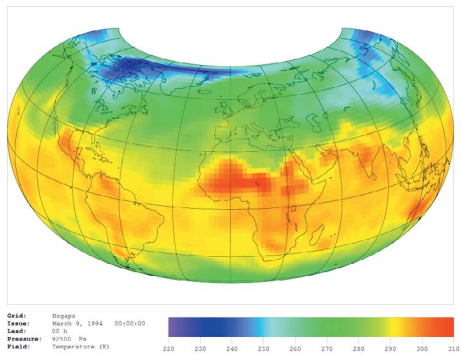 Grid: Nogaps
Issue: March 9, 1994 00:00:00
Lead: 00 h
Pressure: 92500 Pa
Field: Temperature (K)
220 230 240 250 260 270 280 290 300 310